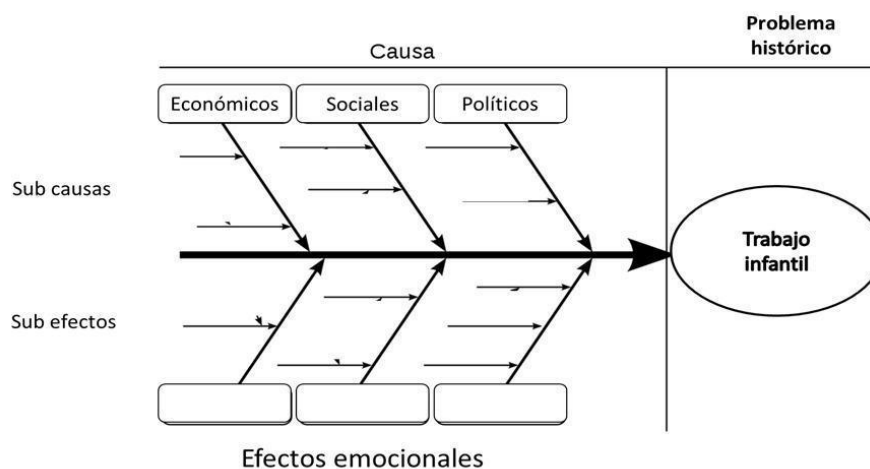 Problema
histórico
Causa
Económicos
Sociales
Políticos
Sub causas
Trabajo
infantil
Sub efectos
Efectos emocionales